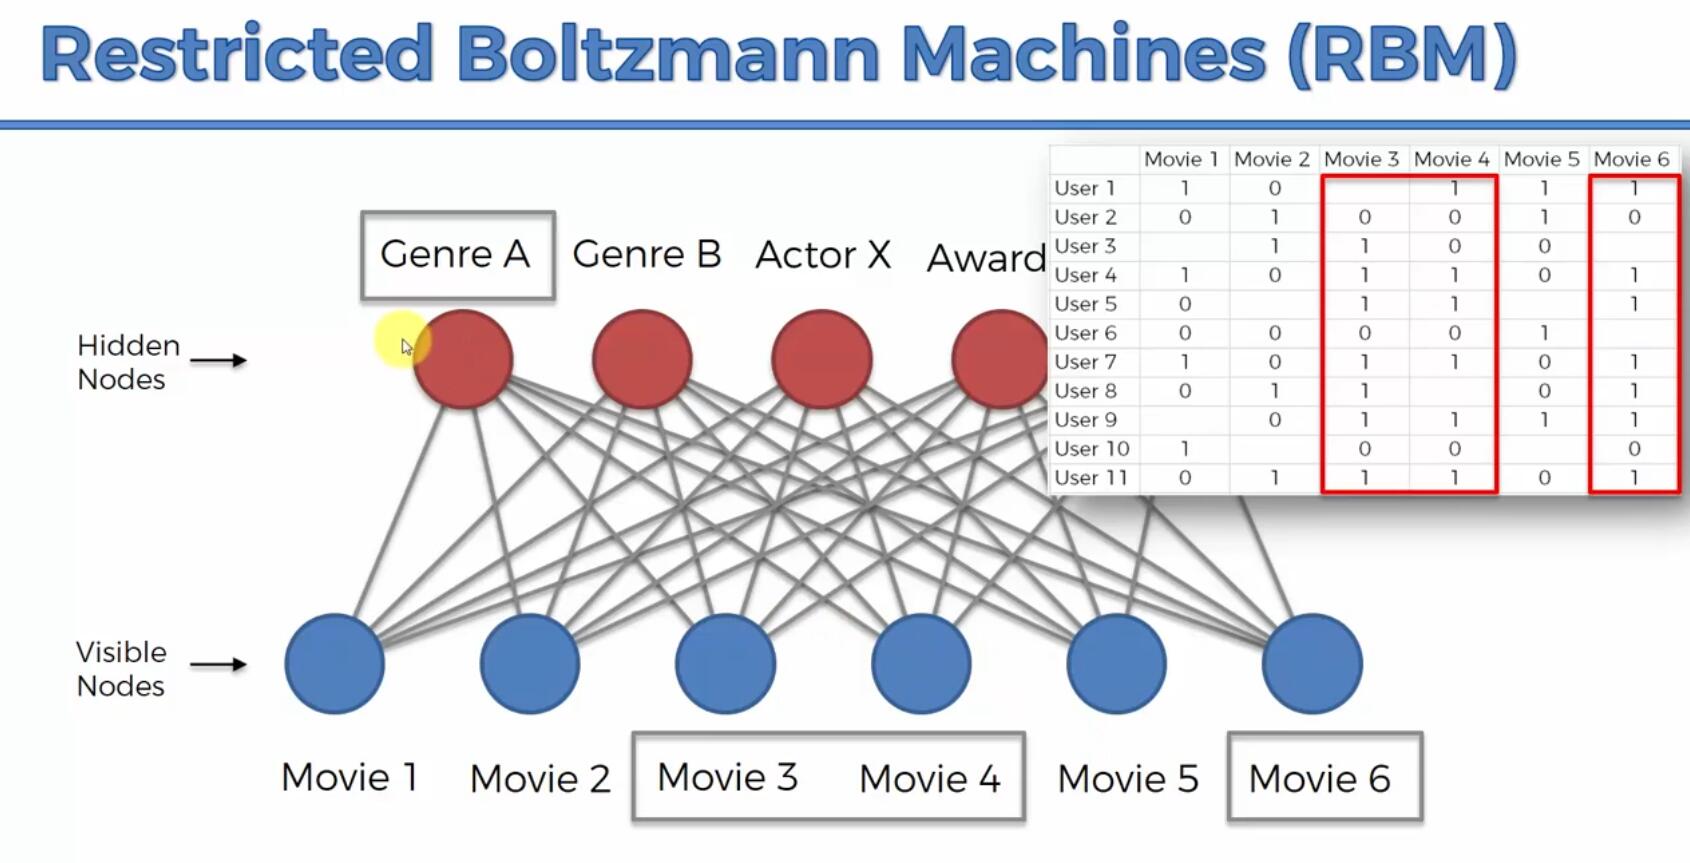 Restricted Boltzmann Machines (RBM)
Movie 1 Movie 2 Movie 3 Movie 4 Movie 5 Movie 6
User 1 1 0 1 1 1
User 2 0 1 0 0 1 0
User 3 1 1 0 0
User 4 1 0 1 1 0 1
User 5 0 1 1 1
User 6 0 0 0 0 1
User 7 1 0 1 1 0 1
User 8 0 1 1 0 1
User 9 0 1 1 1 1
User 10 1 0 0 0
User 11 0 1 1 1 0 1
Genre A Genre B Actor X Award
Hidden
Nodes
Visible
Nodes
Movie 1 Movie 2 Movie 3 Movie 4 Movie 5 Movie 6